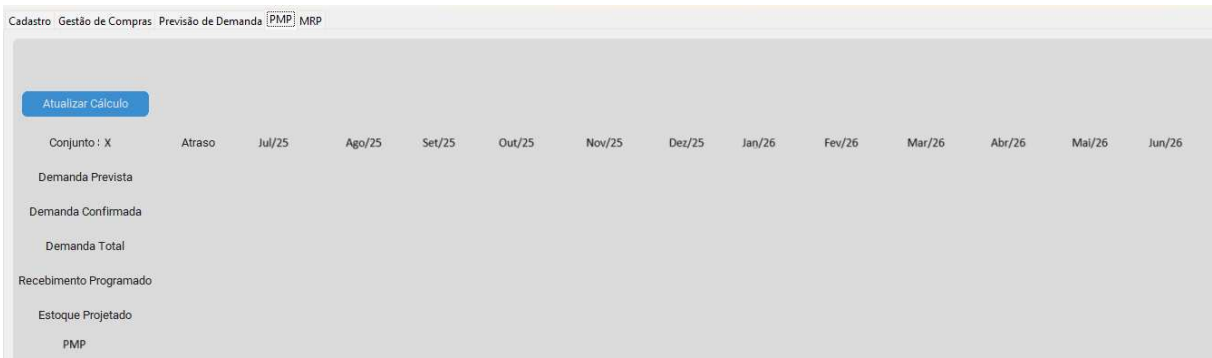 Cadastro Gestão de Compras Previsão de Demanda PMP MRP
Atualizar Cálculo
Conjunto: X Atraso Jul/25 Ago/25 Set/25 Out/25 Nov/25 Dez/25 Jan/26 Fev/26 Mar/26 Abr/26 Mai/26 Jun/26
Demanda Prevista
Demanda Confirmada
Demanda Total
Recebimento Programado
Estoque Projetado
PMP